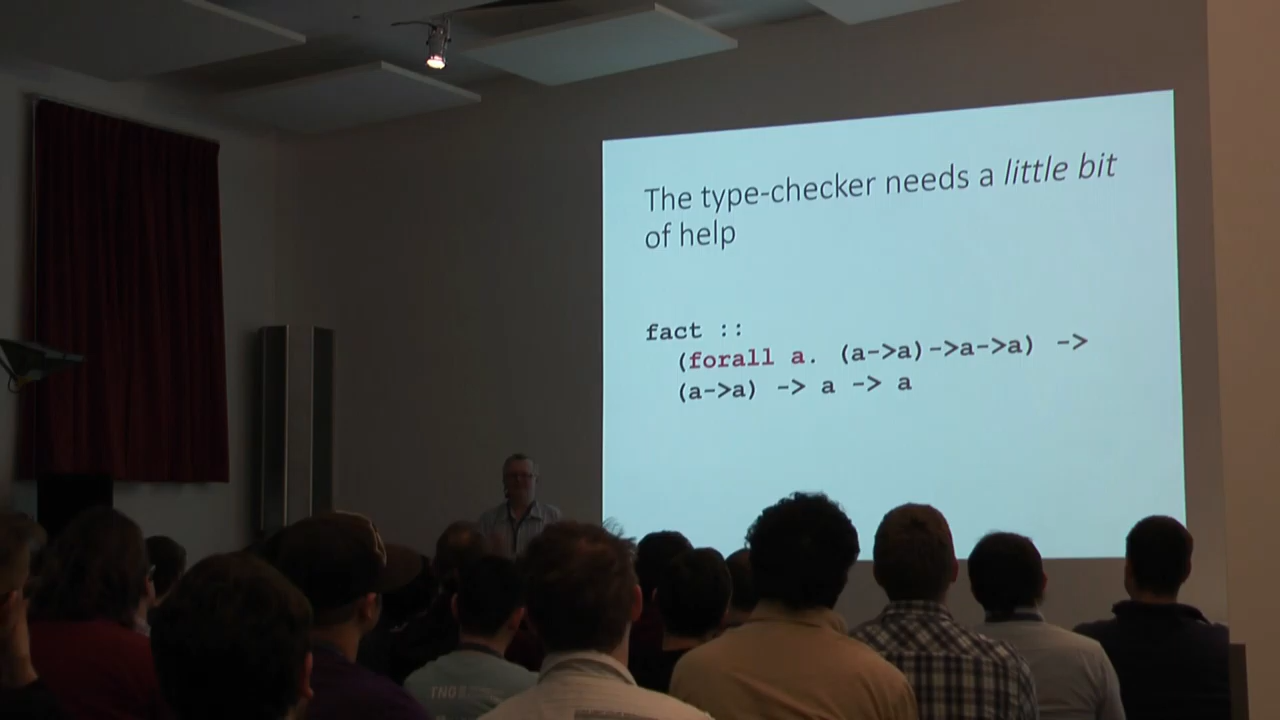 The type-checker needs a little bit
of help
fact ::
(forall a. (a->a)->a->a) ->
(a->a) -> a -> a